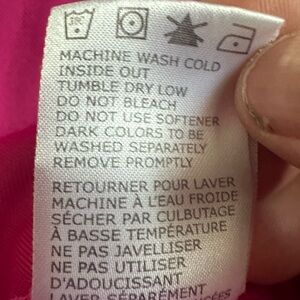 MACHINE WASH COLD
INSIDE OUT
TUMBLE DRY LOW
DO NOT BLEACH
DO NOT USE SOFTENER
DARK COLORS TO BE
WASHED SEPARATELY
REMOVE PROMPTLY
RETOURNER POUR LAVER
MACHINE À L'EAU FROIDE
SÉCHER PAR CULBUTAGE
À BASSE TEMPÉRATURE
NE PAS JAVELLISER
NE PAS UTILISER
D'ADOUCISSANT
LAVER SÉPARÉMENT